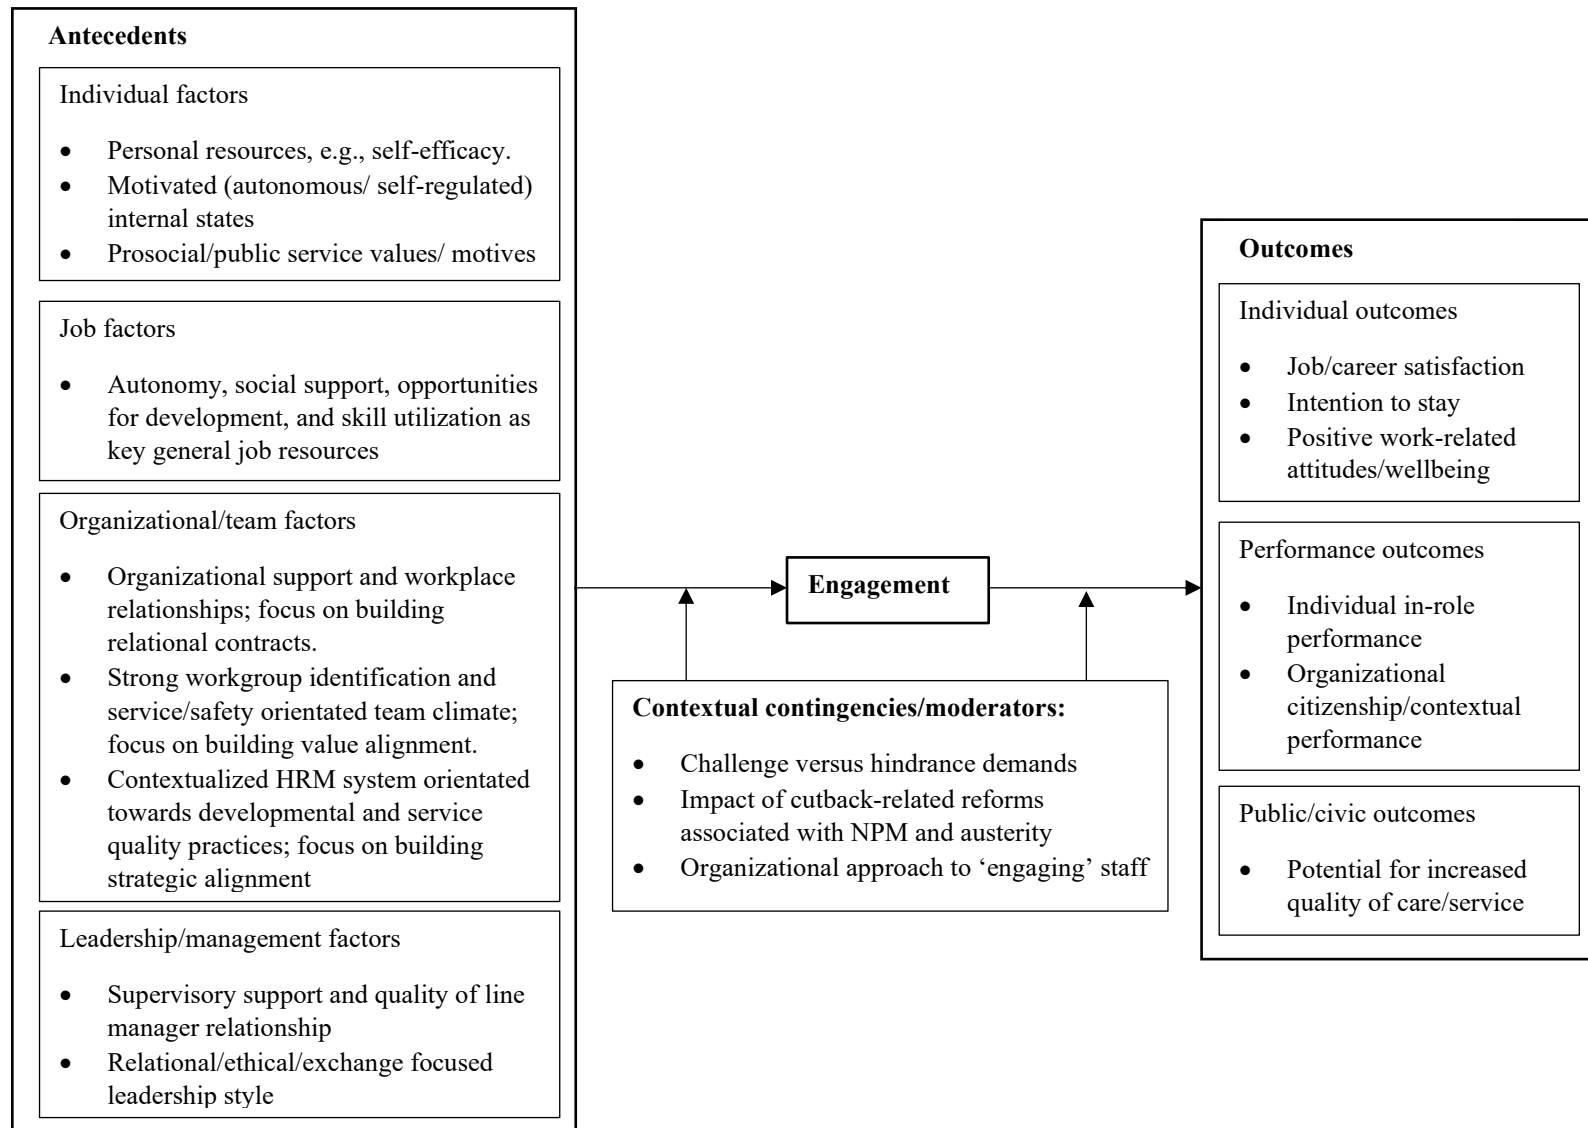 Antecedents
Individual factors
• Personal resources, e.g., self-efficacy.
• Motivated (autonomous/ self-regulated)
internal states
• Prosocial/public service values/ motives
Job factors
• Autonomy, social support, opportunities
for development, and skill utilization as
key general job resources
Organizational/team factors
• Organizational support and workplace
relationships; focus on building
relational contracts.
• Strong workgroup identification and
service/safety orientated team climate;
focus on building value alignment.
• Contextualized HRM system orientated
towards developmental and service
quality practices; focus on building
strategic alignment
Leadership/management factors
• Supervisory support and quality of line
manager relationship
• Relational/ethical/exchange focused
leadership style
Engagement
Contextual contingencies/moderators:
• Challenge versus hindrance demands
• Impact of cutback-related reforms
associated with NPM and austerity
• Organizational approach to ‘engaging’ staff
Outcomes
Individual outcomes
• Job/career satisfaction
• Intention to stay
• Positive work-related
attitudes/wellbeing
Performance outcomes
• Individual in-role
performance
• Organizational
citizenship/contextual
performance
Public/civic outcomes
• Potential for increased
quality of care/service